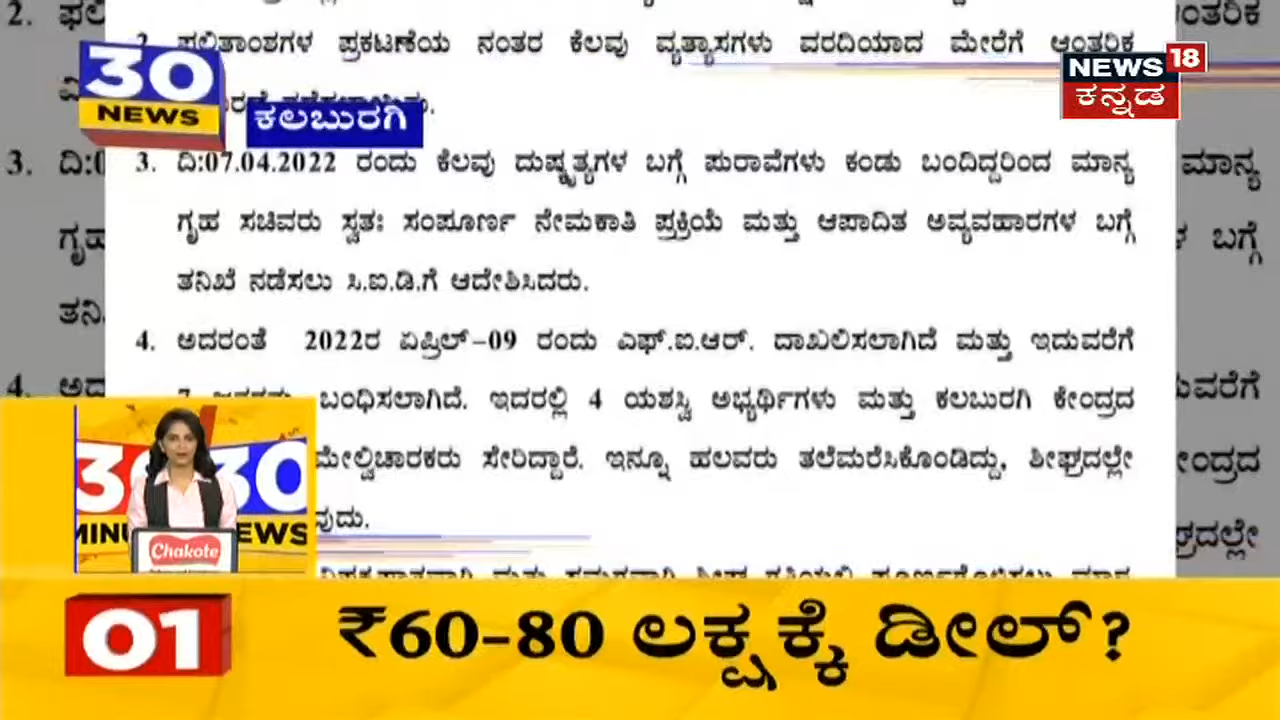 2. ಫಲಿತಾಂಶಗಳ ಪ್ರಕಟಣೆಯ ನಂತರ ಕೆಲವು ವ್ಯತ್ಯಾಸಗಳು ವರದಿಯಾದ ಮೇರೆಗೆ ಆಂತರಿಕ
30
NEWS
ಕಲಬುರಗಿ
NEWS 18
ಕನ್ನಡ
3. ದಿ:07.04.2022 ರಂದು ಕೆಲವು ದುಷ್ಕೃತ್ಯಗಳ ಬಗ್ಗೆ ಪುರಾವೆಗಳು ಕಂಡು ಬಂದಿದ್ದರಿಂದ ಮಾನ್ಯ
ಗೃಹ ಸಚಿವರು ಸ್ವತಃ ಸಂಪೂರ್ಣ ನೇಮಕಾತಿ ಪ್ರಕ್ರಿಯೆ ಮತ್ತು ಆಪಾದಿತ ಅವ್ಯವಹಾರಗಳ ಬಗ್ಗೆ
ತನಿಖೆ ನಡೆಸಲು ಸಿ.ಐ.ಡಿ.ಗೆ ಆದೇಶಿಸಿದರು.
4. ಅದರಂತೆ 2022ರ ಏಪ್ರಿಲ್-09 ರಂದು ಎಫ್.ಐ.ಆರ್. ದಾಖಲಿಸಲಾಗಿದೆ ಮತ್ತು ಇದುವರೆಗೆ
ಬಂಧಿಸಲಾಗಿದೆ. ಇದರಲ್ಲಿ 4 ಯಶಸ್ವಿ ಅಭ್ಯರ್ಥಿಗಳು ಮತ್ತು ಕಲಬುರಗಿ ಕೇಂದ್ರದ
ಮೇಲ್ವಿಚಾರಕರು ಸೇರಿದ್ದಾರೆ. ಇನ್ನೂ ಹಲವರು ತಲೆಮರೆಸಿಕೊಂಡಿದ್ದು, ಶೀಘ್ರದಲ್ಲೇ
Chakote
01
₹60-80 ಲಕ್ಷಕ್ಕೆ ಡೀಲ್?